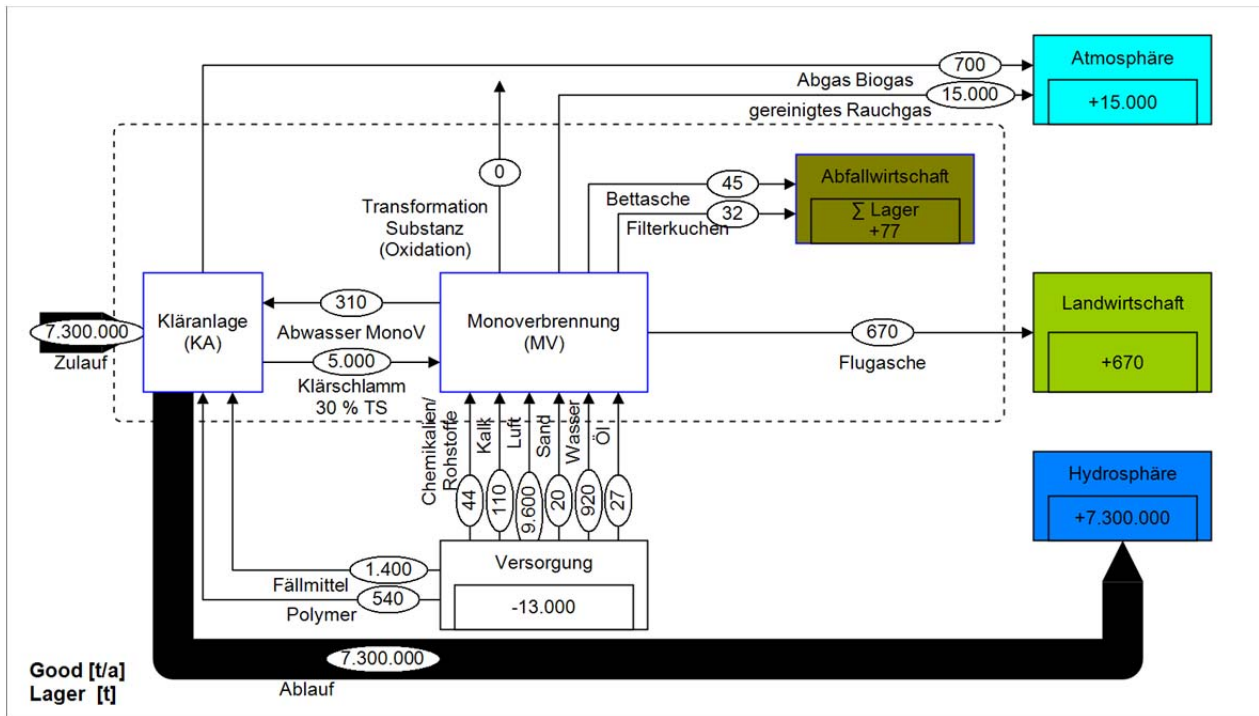 700
Abgas Biogas
15.000
gereinigtes Rauchgas
Atmosphäre
+15.000
0
Transformation
Substanz
(Oxidation)
45
Bettasche
32
Filterkuchen
Abfallwirtschaft
∑ Lager
+77
7.300.000
Zulauf
Kläranlage
(KA)
310
Abwasser MonoV
5.000
Klärschlamm
30 % TS
Monoverbrennung
(MV)
670
Flugasche
Landwirtschaft
+670
Chemikalien/
Rohstoffe
Kalk
Luft
Sand
Wasser
Öl
44
110
9.600
20
920
27
Hydrosphäre
+7.300.000
Versorgung
-13.000
1.400
Fällmittel
540
Polymer
7.300.000
Ablauf
Good [t/a]
Lager [t]